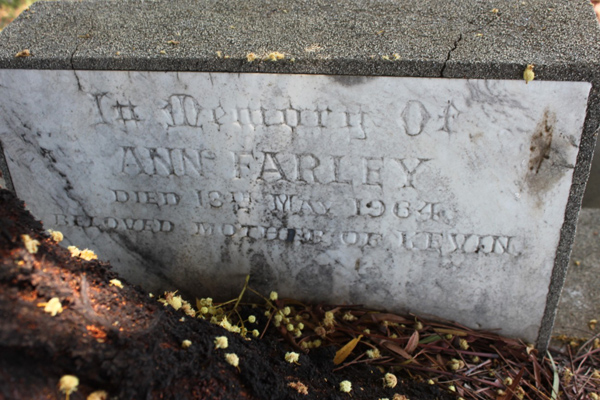 In Memory Of
ANN FARLEY
DIED 18TH MAY 1964.
BELOVED MOTHER OF KEVIN.